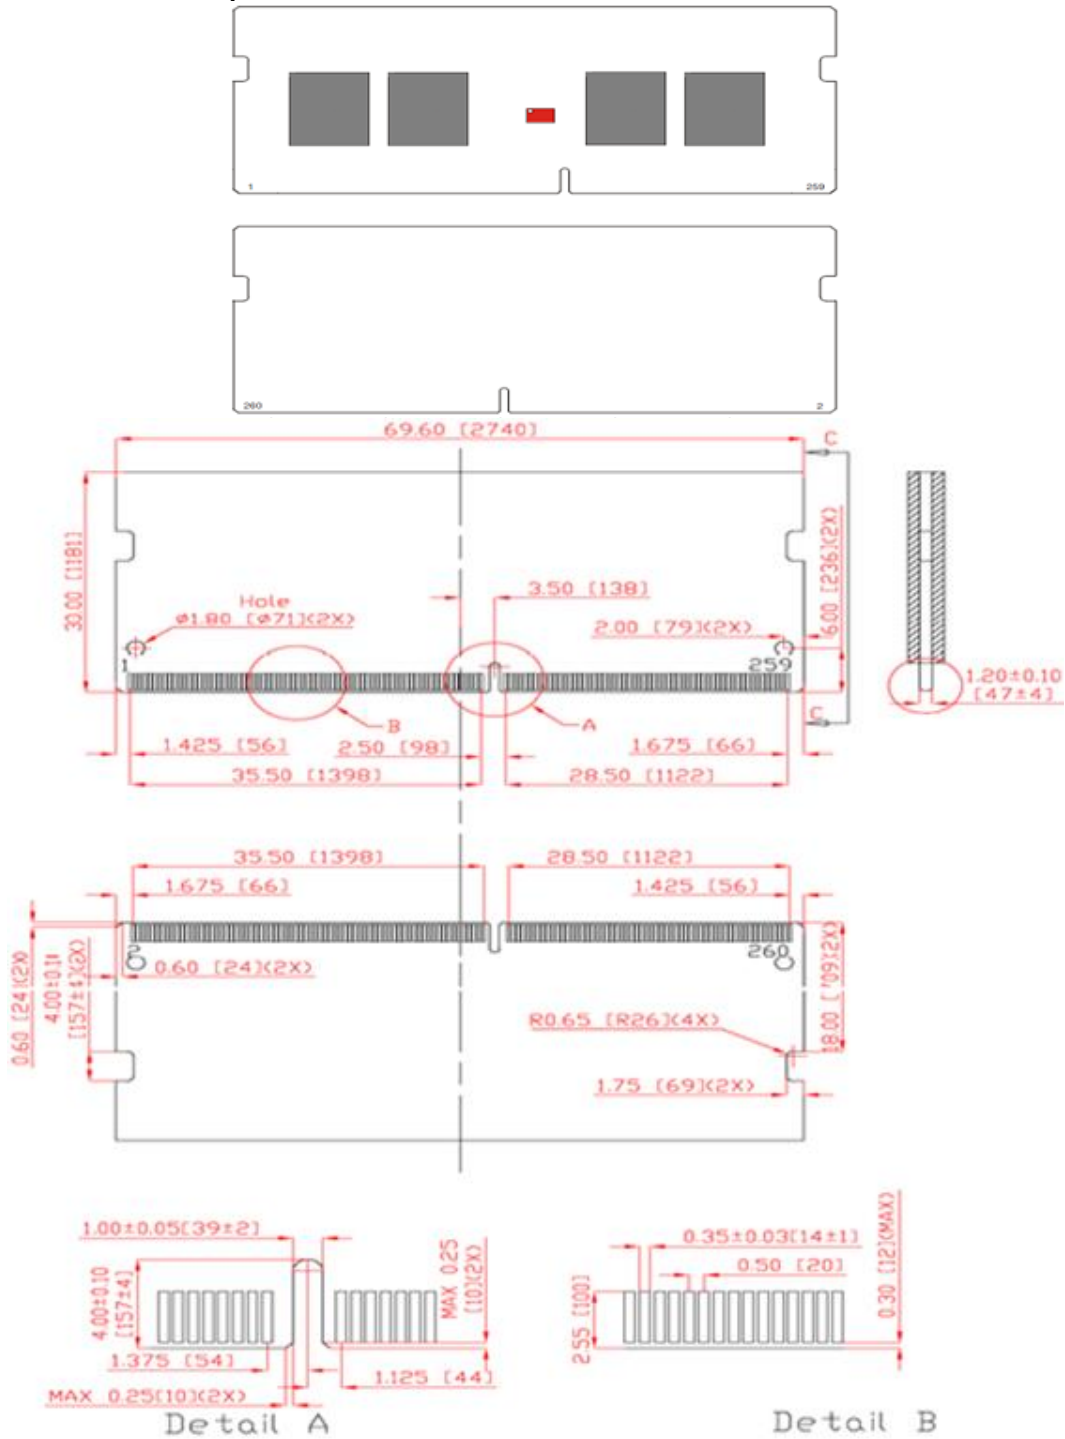 1
259
260
2
69.60 [2740]
C
30.00 [1181]
3.50 [138]
Hole
ø1.80 [ø71](2X)
2.00 [79](2X)
6.00 [236](2X)
1
259
1.20±0.10
[47±4]
B
A
C
1.425 [56]
2.50 [98]
1.675 [66]
35.50 [1398]
28.50 [1122]
35.50 [1398]
28.50 [1122]
1.675 [66]
1.425 [56]
2
260
0.60 [24](2X)
0.60 [24](2X)
4.00±0.10
[157±4](2X)
R0.65 [R26](4X)
18.00
1.75 [69](2X)
1.00±0.05[39±2]
4.00±0.10
[157±4]
MAX 0.25
[10](2X)
1.375 [54]
1.125 [44]
MAX 0.25[10](2X)
Detail A
0.35±0.03[14±1]
0.50 [20]
2.55 [100]
0.30 [12](MAX)
Detail B